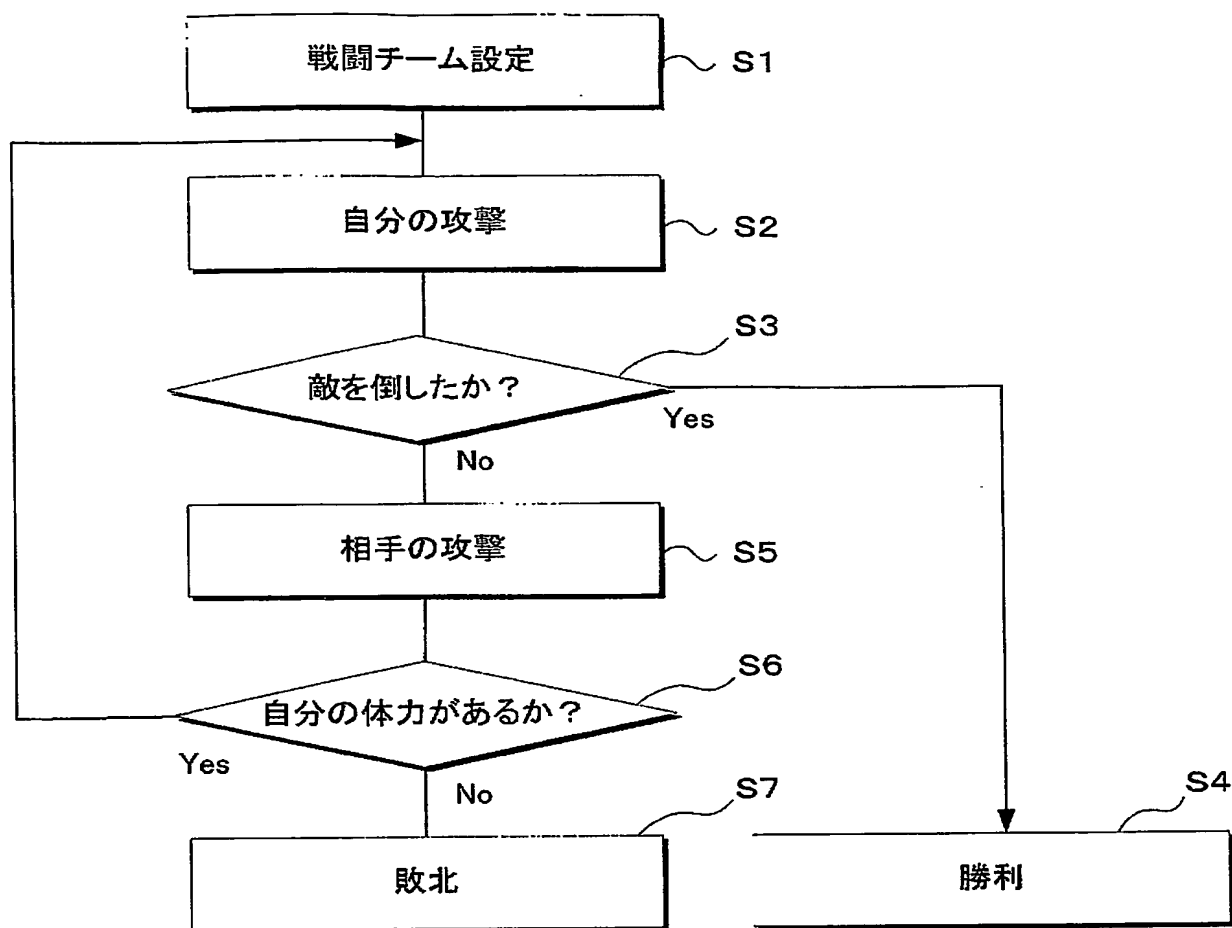 戦闘チーム設定
S1
自分の攻撃
S2
S3
敵を倒したか？
Yes
No
相手の攻撃
S5
S6
自分の体力があるか？
Yes
No
S7
S4
敗北
勝利